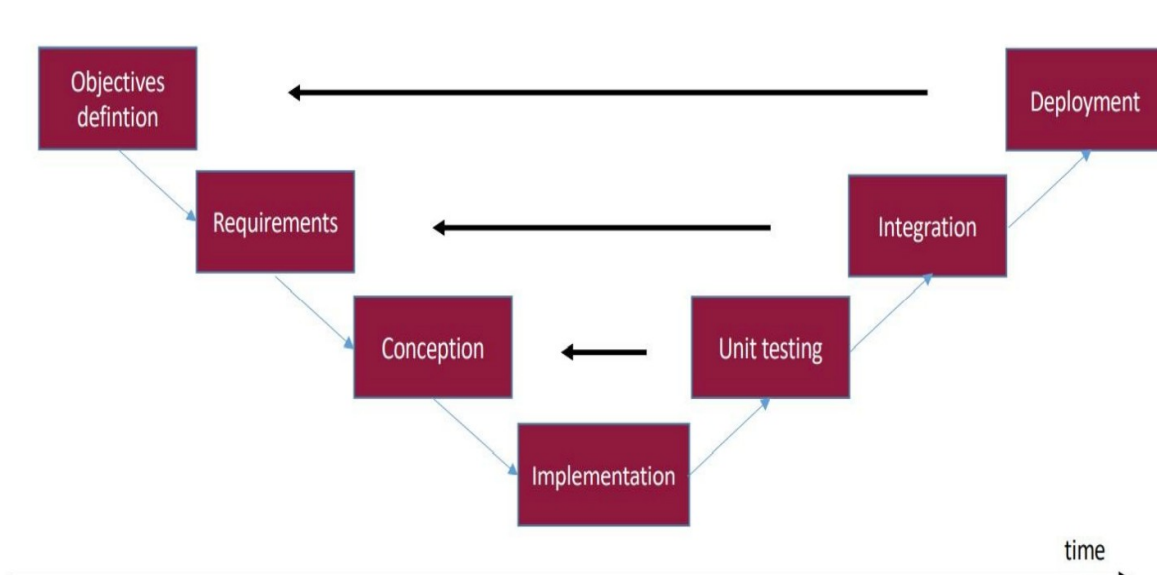 Objectives
defintion
Deployment
Requirements
Integration
Conception
Unit testing
Implementation
time